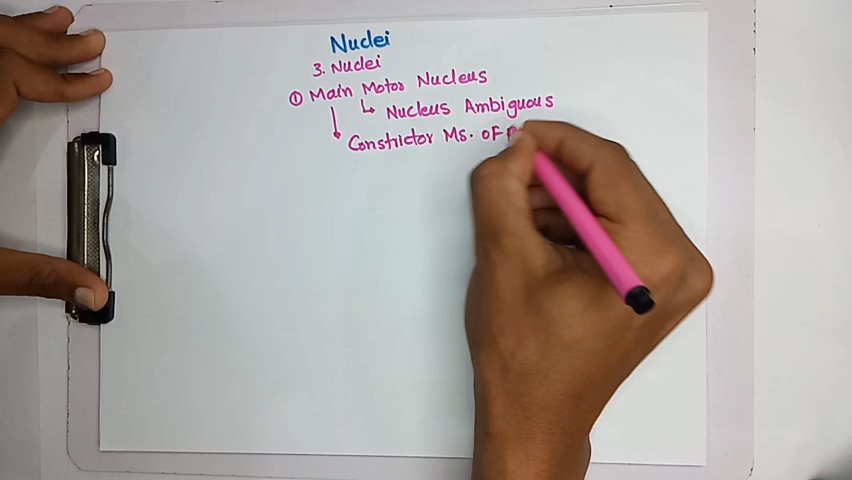 Nuclei
3. Nuclei
① Main Motor Nucleus
↳ Nucleus Ambiguous
Constrictor Ms. of P